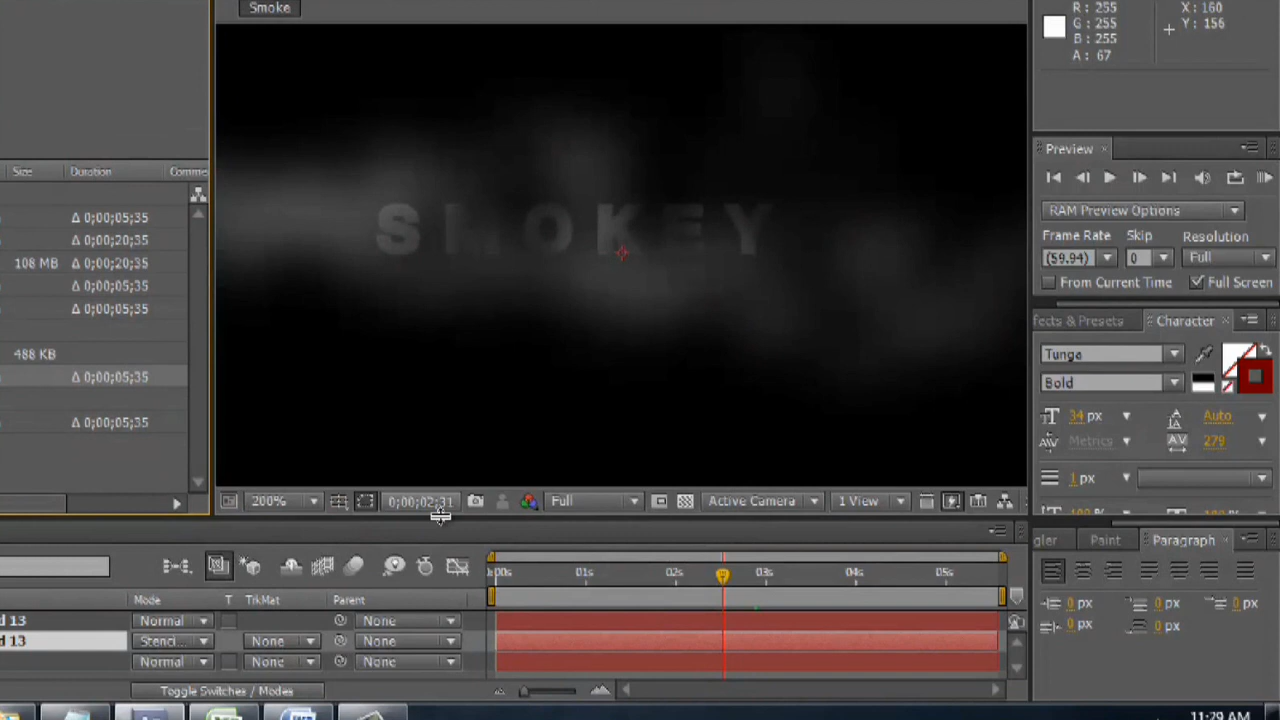 Smoke
R: 255
G: 255
B: 255
A: 67
X: 160
Y: 156
Preview
RAM Preview Options
Frame Rate Skip Resolution
(59.94) 0 Full
From Current Time Full Screen
fects & Presets Character
Tunga
Bold
34 px Auto
Metrics 279
1 px
Size Duration Comme
Δ 0;00;05;35
Δ 0;00;20;35
108 MB Δ 0;00;20;35
Δ 0;00;05;35
Δ 0;00;05;35
488 KB
Δ 0;00;05;35
Δ 0;00;05;35
SMOKEY
200% 0;00;02;31 Full Active Camera 1 View
gler Paint Paragraph
0 px 0 px 0 px
0 px 0 px
:00s 01s 02s 03s 04s 05s
Mode T TrkMat Parent
d 13 Normal None
d 13 Stenci... None None
Normal None None
Toggle Switches / Modes
11:29 AM